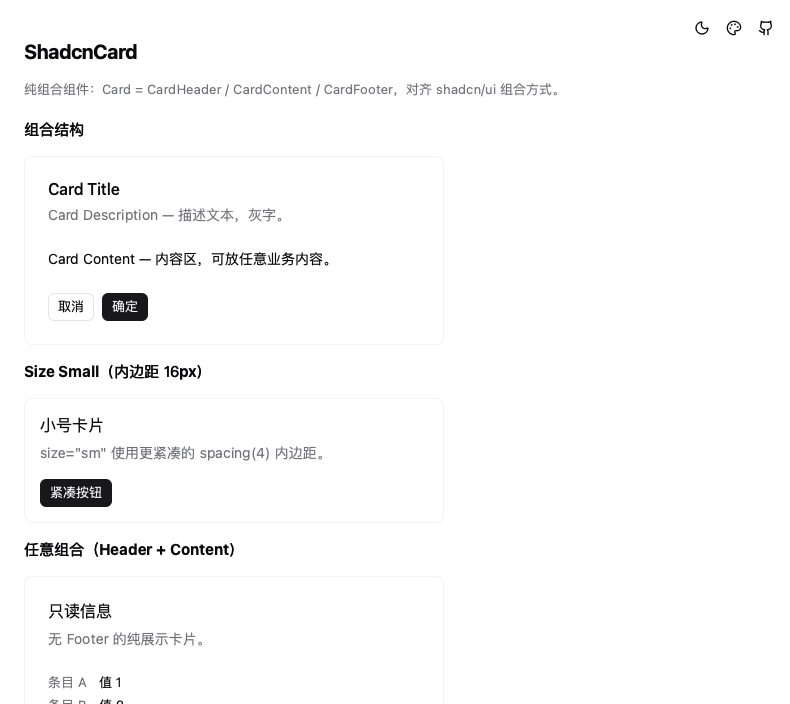 ShadcnCard
纯组合组件：Card = CardHeader / CardContent / CardFooter，对齐 shadcn/ui 组合方式。
组合结构
Card Title
Card Description — 描述文本，灰字。
Card Content — 内容区，可放任意业务内容。
取消 确定
Size Small（内边距 16px）
小号卡片
size="sm" 使用更紧凑的 spacing(4) 内边距。
紧凑按钮
任意组合（Header + Content）
只读信息
无 Footer 的纯展示卡片。
条目 A 值 1